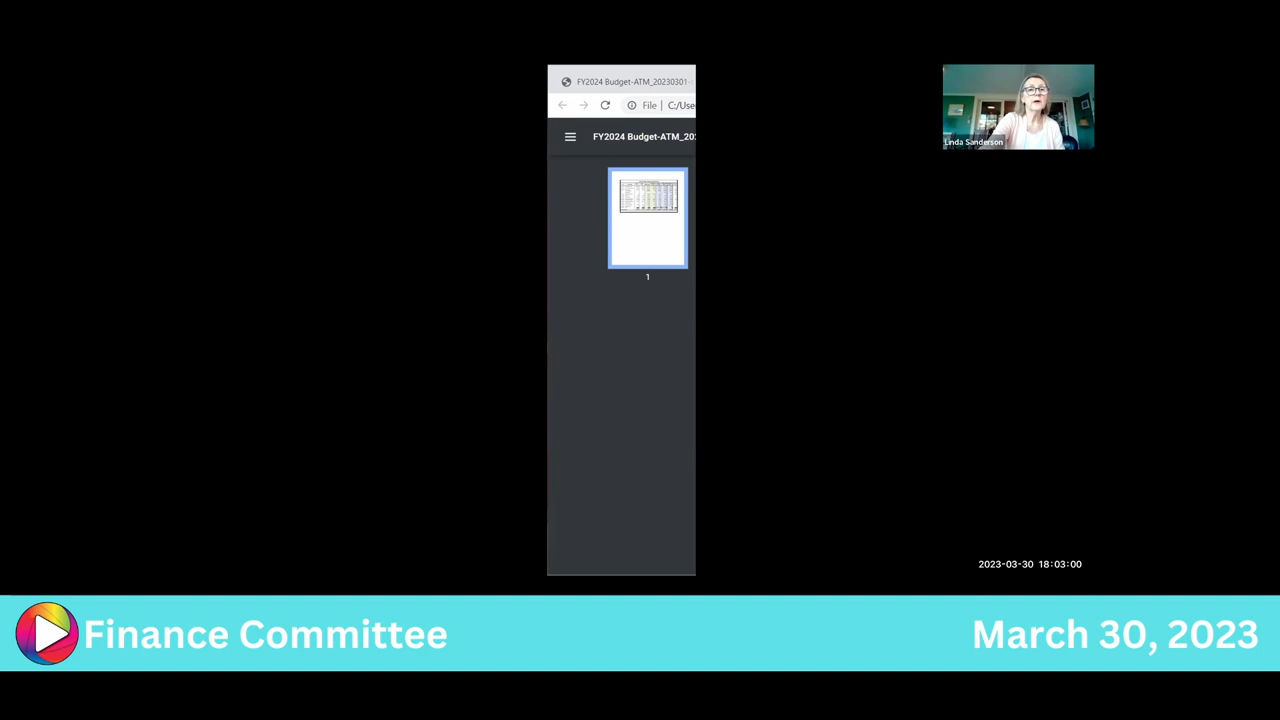 FY2024 Budget-ATM_20230301-
File | C:/Use
FY2024 Budget-ATM_20
1
Linda Sanderson
2023-03-30 18:03:00
Finance Committee
March 30, 2023